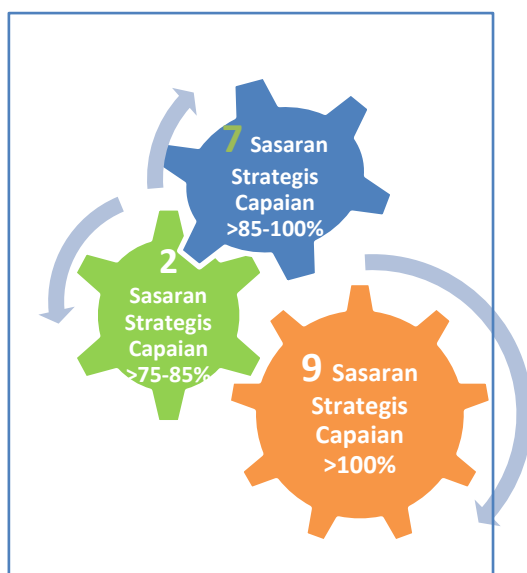 7 Sasaran
Strategis
Capaian
>85-100%
2
Sasaran
Strategis
Capaian
>75-85%
9 Sasaran
Strategis
Capaian
>100%